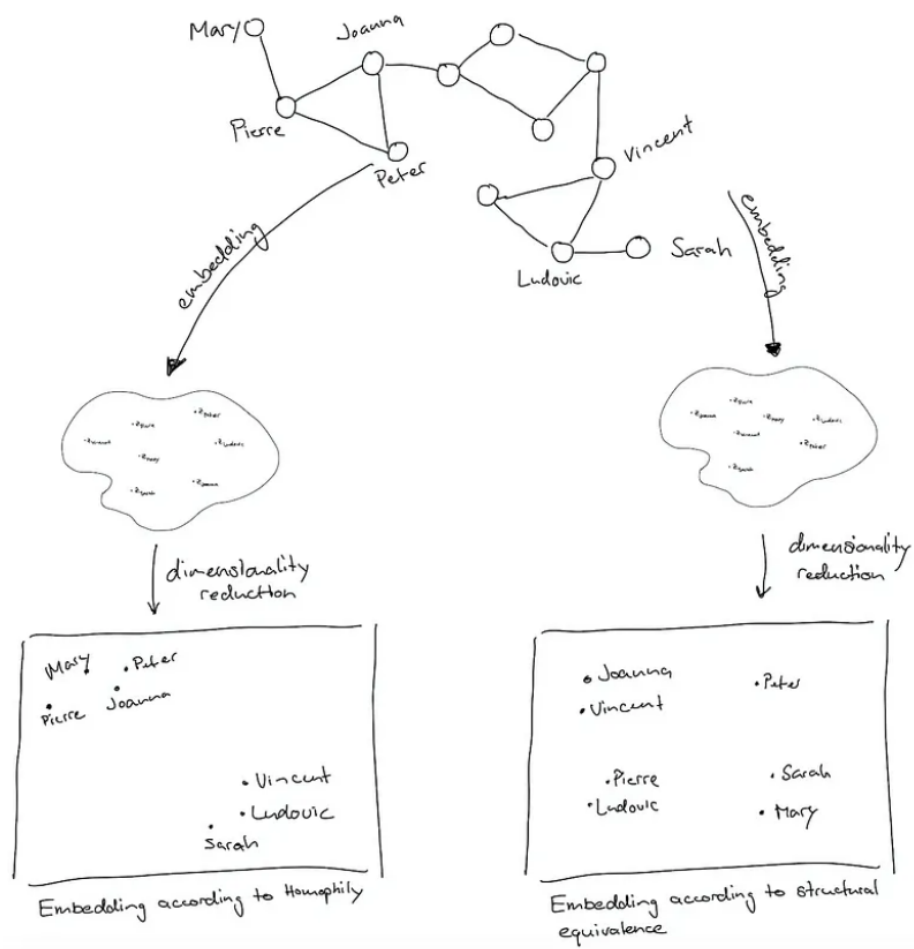 Mary
Joanna
Pierre
Peter
Vincent
Ludovic
Sarah
embedding
embedding
dimensionality
reduction
dimensionality
reduction
Mary
Peter
Pierre
Joanna
Vincent
Ludovic
Sarah
Embedding according to Homophily
Joanna
Peter
Vincent
Pierre
Sarah
Ludovic
Mary
Embedding according to structural
equivalence